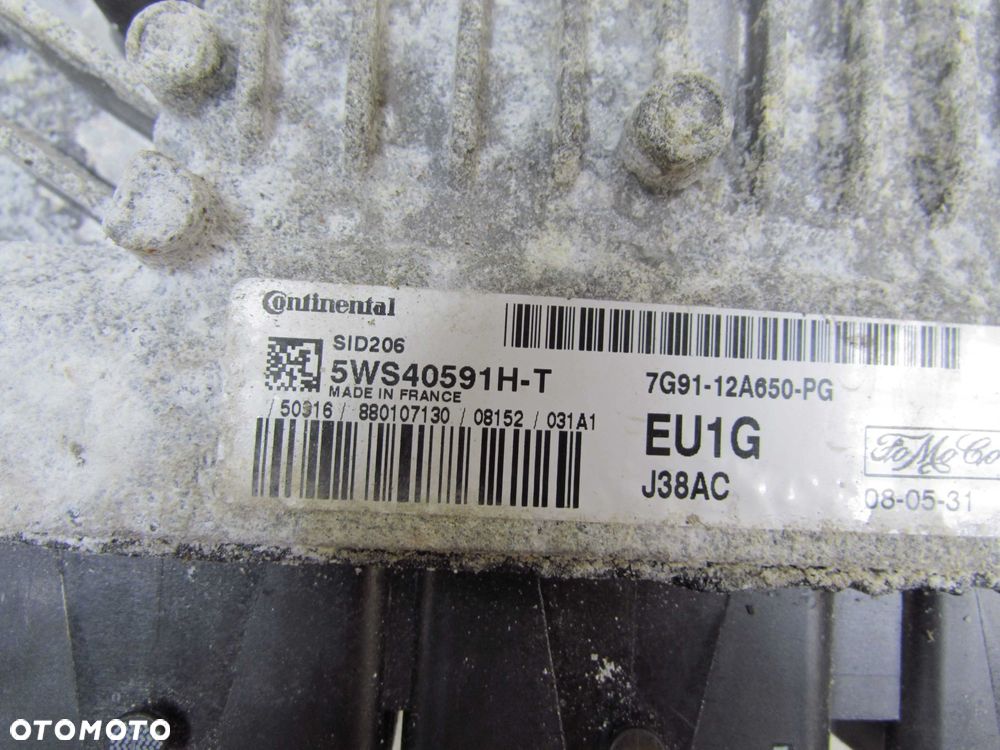 Continental
SID206
5WS40591H-T
MADE IN FRANCE
/ 50916 / 880107130 / 08152 / 031A1
7G91-12A650-PG
EU1G
J38AC
FoMoCo
08-05-31
OTOMOTO